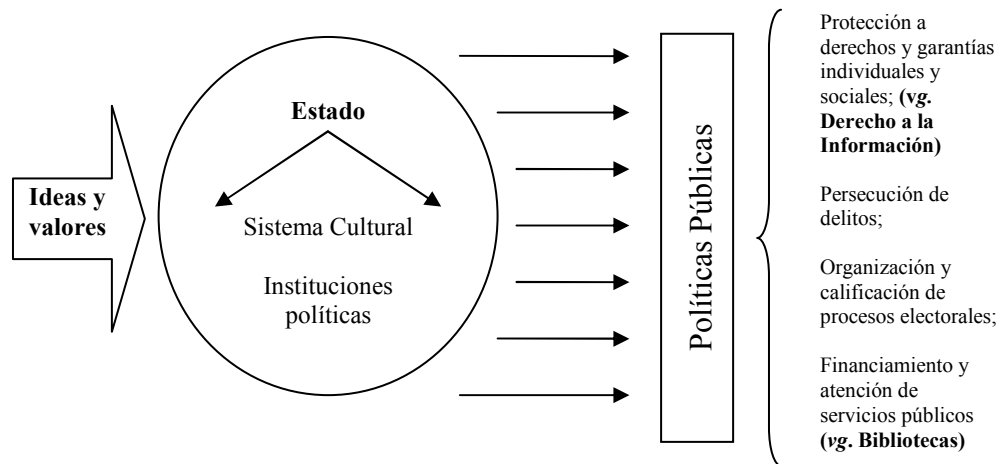 Ideas y
valores
Estado
Sistema Cultural
Instituciones
políticas
Políticas Públicas
Protección a
derechos y garantías
individuales y
sociales; (vg.
Derecho a la
Información)
Persecución de
delitos;
Organización y
calificación de
procesos electorales;
Financiamiento y
atención de
servicios públicos
(vg. Bibliotecas)